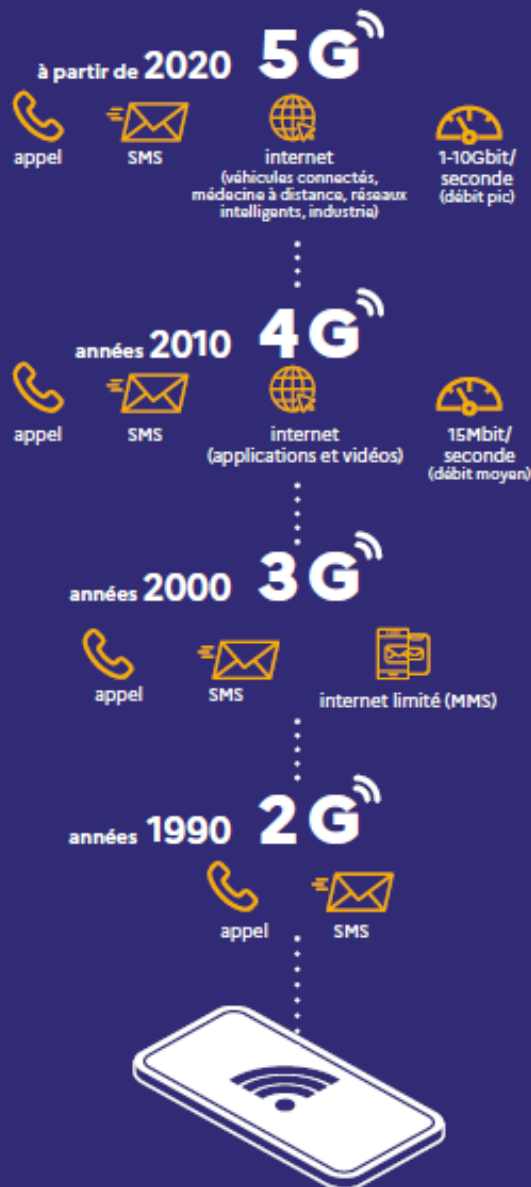 à partir de 2020 5G
appel
SMS
internet
(véhicules connectés,
médecine à distance, réseaux
intelligents, industrie)
1-10Gbit/
seconde
(débit pic)
années 2010 4G
appel
SMS
internet
(applications et vidéos)
15Mbit/
seconde
(débit moyen)
années 2000 3G
appel
SMS
internet limité (MMS)
années 1990 2G
appel
SMS